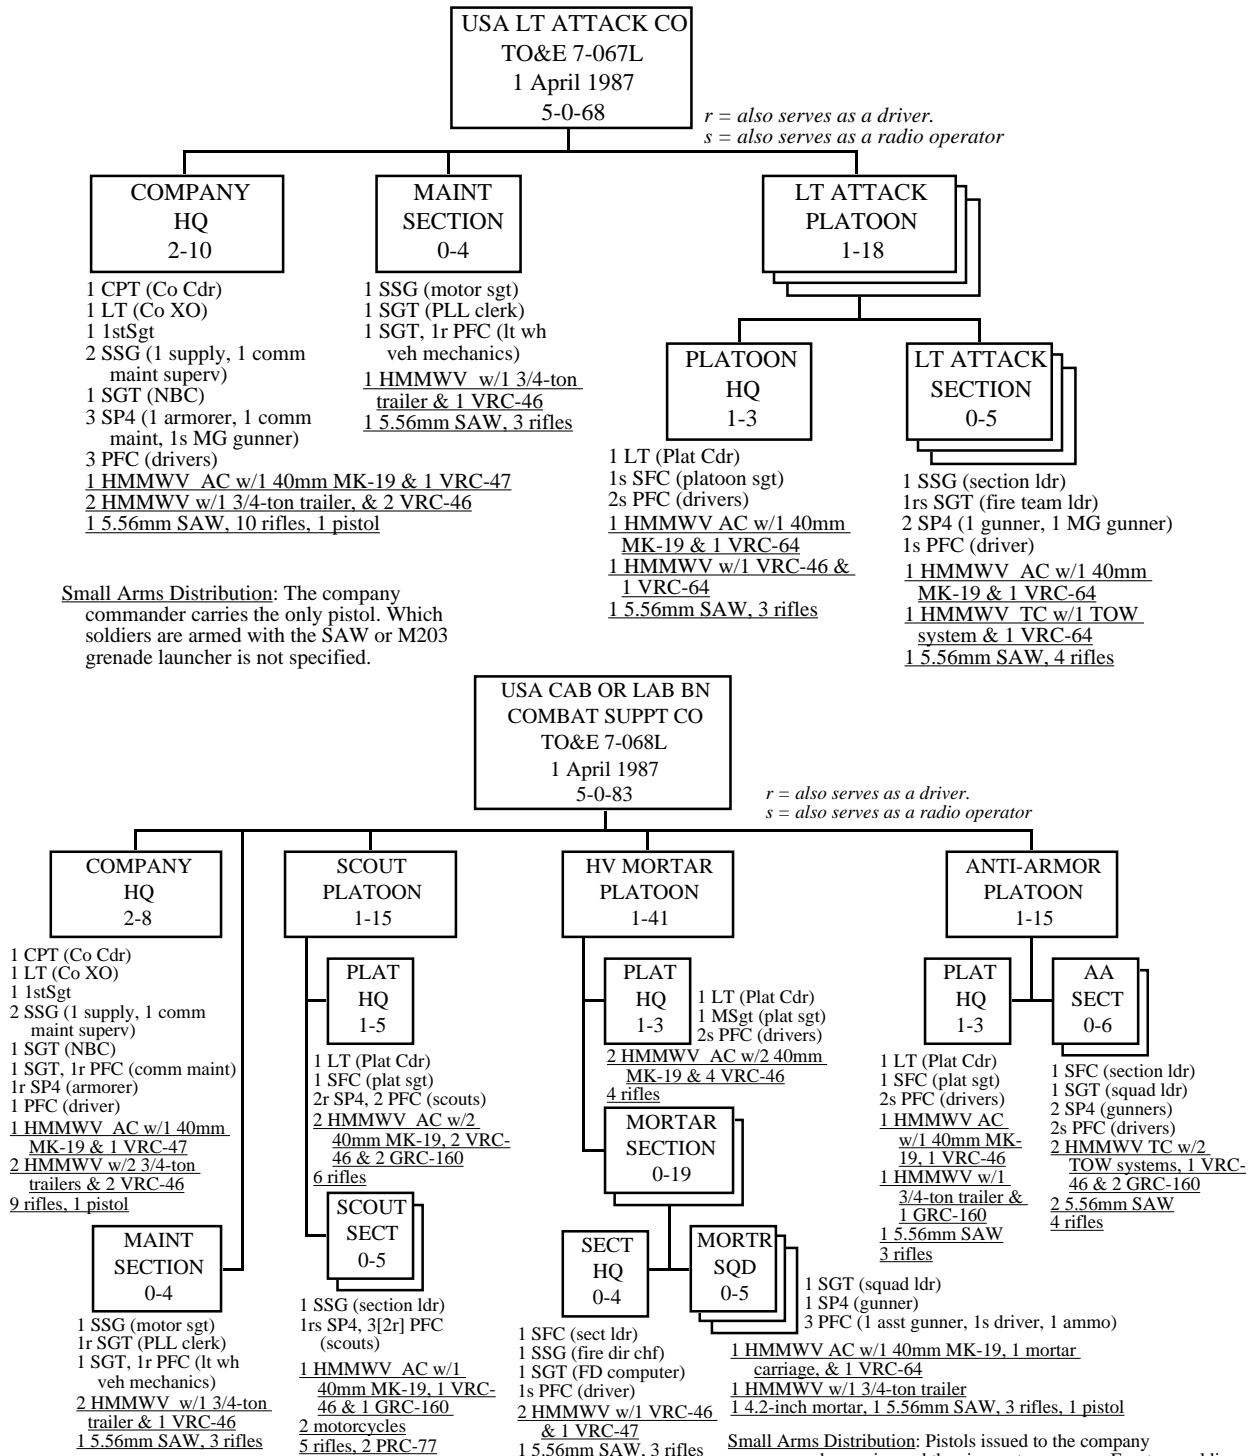 USA LT ATTACK CO
TO&E 7-067L
1 April 1987
5-0-68
r = also serves as a driver.
s = also serves as a radio operator
COMPANY
HQ
2-10
1 CPT (Co Cdr)
1 LT (Co XO)
1 1stSgt
2 SSG (1 supply, 1 comm
maint superv)
1 SGT (NBC)
3 SP4 (1 armorer, 1 comm
maint, 1s MG gunner)
3 PFC (drivers)
1 HMMWV AC w/1 40mm MK-19 & 1 VRC-47
2 HMMWV w/1 3/4-ton trailer, & 2 VRC-46
1 5.56mm SAW, 10 rifles, 1 pistol
MAINT
SECTION
0-4
1 SSG (motor sgt)
1 SGT (PLL clerk)
1 SGT, 1r PFC (lt wh
veh mechanics)
1 HMMWV w/1 3/4-ton
trailer & 1 VRC-46
1 5.56mm SAW, 3 rifles
LT ATTACK
PLATOON
1-18
PLATOON
HQ
1-3
1 LT (Plat Cdr)
1s SFC (platoon sgt)
2s PFC (drivers)
1 HMMWV AC w/1 40mm
MK-19 & 1 VRC-64
1 HMMWV w/1 VRC-46 &
1 VRC-64
1 5.56mm SAW, 3 rifles
LT ATTACK
SECTION
0-5
1 SSG (section ldr)
1rs SGT (fire team ldr)
2 SP4 (1 gunner, 1 MG gunner)
1s PFC (driver)
1 HMMWV AC w/1 40mm
MK-19 & 1 VRC-64
1 HMMWV TC w/1 TOW
system & 1 VRC-64
1 5.56mm SAW, 4 rifles
Small Arms Distribution: The company
commander carries the only pistol. Which
soldiers are armed with the SAW or M203
grenade launcher is not specified.
USA CAB OR LAB BN
COMBAT SUPPT CO
TO&E 7-068L
1 April 1987
5-0-83
r = also serves as a driver.
s = also serves as a radio operator
COMPANY
HQ
2-8
1 CPT (Co Cdr)
1 LT (Co XO)
1 1stSgt
2 SSG (1 supply, 1 comm
maint superv)
1 SGT (NBC)
1 SGT, 1r PFC (comm maint)
1r SP4 (armorer)
1 PFC (driver)
1 HMMWV AC w/1 40mm
MK-19 & 1 VRC-47
2 HMMWV w/2 3/4-ton
trailers & 2 VRC-46
9 rifles, 1 pistol
MAINT
SECTION
0-4
1 SSG (motor sgt)
1r SGT (PLL clerk)
1 SGT, 1r PFC (lt wh
veh mechanics)
2 HMMWV w/1 3/4-ton
trailer & 1 VRC-46
1 5.56mm SAW, 3 rifles
SCOUT
PLATOON
1-15
PLAT
HQ
1-5
1 LT (Plat Cdr)
1 SFC (plat sgt)
2r SP4, 2 PFC (scouts)
2 HMMWV AC w/2
40mm MK-19, 2 VRC-
46 & 2 GRC-160
6 rifles
SCOUT
SECT
0-5
1 SSG (section ldr)
1rs SP4, 3[2r] PFC
(scouts)
1 HMMWV AC w/1
40mm MK-19, 1 VRC-
46 & 1 GRC-160
2 motorcycles
5 rifles, 2 PRC-77
HV MORTAR
PLATOON
1-41
PLAT
HQ
1-3
1 LT (Plat Cdr)
1 MSgt (plat sgt)
2s PFC (drivers)
2 HMMWV AC w/2 40mm
MK-19 & 4 VRC-46
4 rifles
MORTAR
SECTION
0-19
SECT
HQ
0-4
1 SFC (sect ldr)
1 SSG (fire dir chf)
1 SGT (FD computer)
1s PFC (driver)
2 HMMWV w/1 VRC-46
& 1 VRC-47
1 5.56mm SAW, 3 rifles
MORTR
SQD
0-5
1 SGT (squad ldr)
1 SP4 (gunner)
3 PFC (1 asst gunner, 1s driver, 1 ammo)
1 HMMWV AC w/1 40mm MK-19, 1 mortar
carriage, & 1 VRC-64
1 HMMWV w/1 3/4-ton trailer
1 4.2-inch mortar, 1 5.56mm SAW, 3 rifles, 1 pistol
ANTI-ARMOR
PLATOON
1-15
PLAT
HQ
1-3
1 LT (Plat Cdr)
1 SFC (plat sgt)
2s PFC (drivers)
1 HMMWV AC
w/1 40mm MK-
19, 1 VRC-46
1 HMMWV w/1
3/4-ton trailer &
1 GRC-160
1 5.56mm SAW
3 rifles
AA
SECT
0-6
1 SFC (section ldr)
1 SGT (squad ldr)
2 SP4 (gunners)
2s PFC (drivers)
2 HMMWV TC w/2
TOW systems, 1 VRC-
46 & 2 GRC-160
2 5.56mm SAW
4 rifles
Small Arms Distribution: Pistols issued to the company